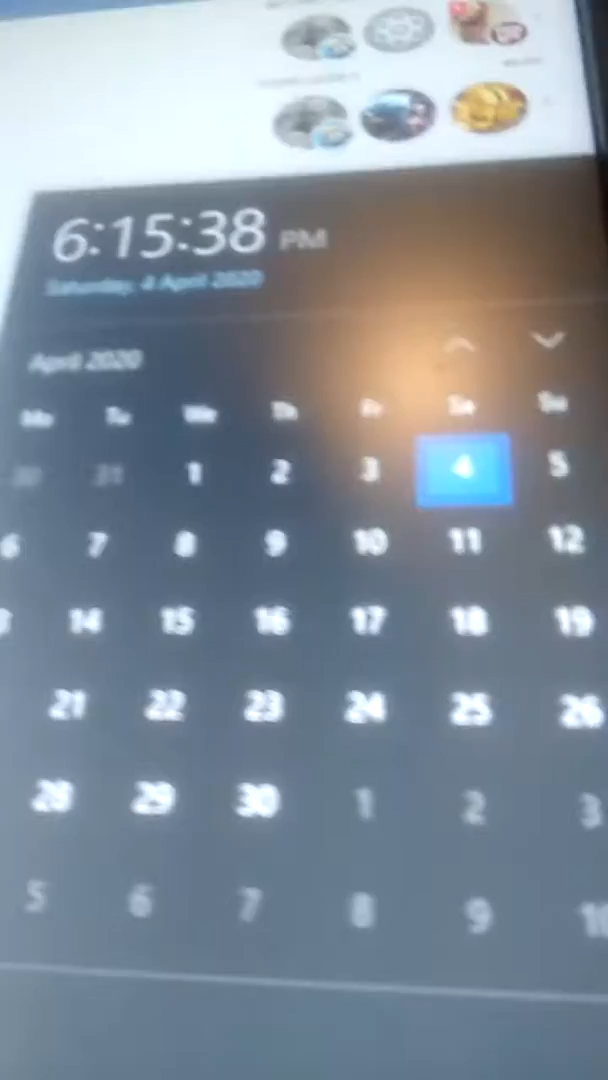 6:15:38 PM
Saturday, 4 April 2020
April 2020
Mo Tu We Th Fr Sa Su
30 31 1 2 3 4 5
6 7 8 9 10 11 12
14 15 16 17 18 19
21 22 23 24 25 26
28 29 30 1 2 3
5 6 7 8 9 10